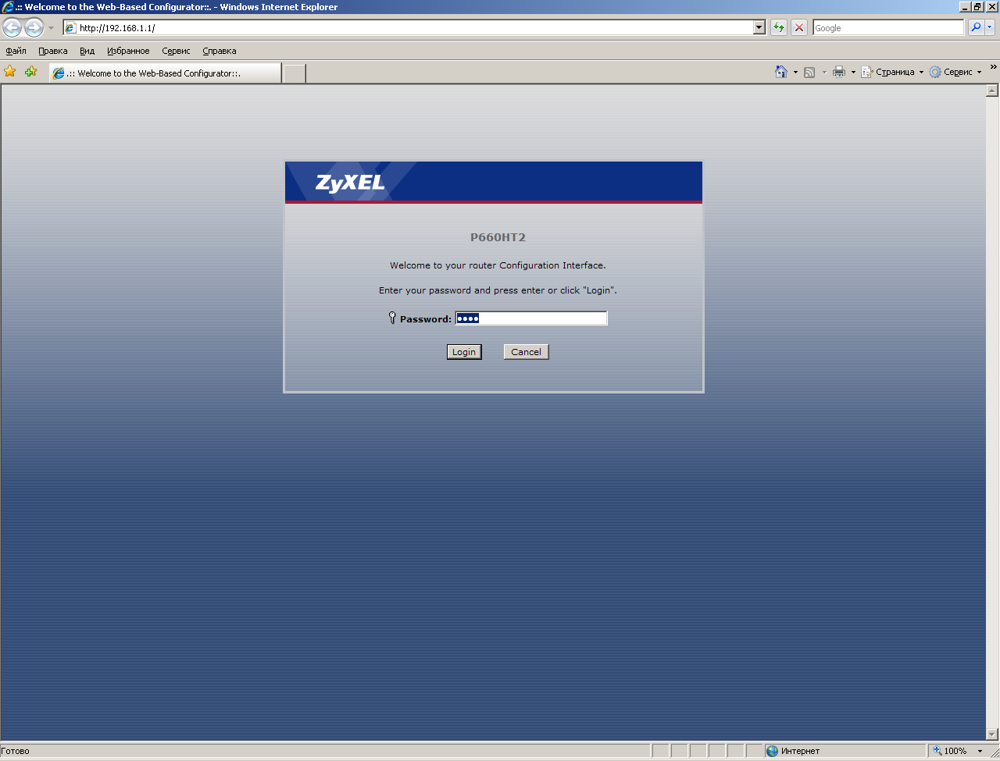 .:: Welcome to the Web-Based Configurator::. - Windows Internet Explorer
http://192.168.1.1/
Google
Файл Правка Вид Избранное Сервис Справка
.:: Welcome to the Web-Based Configurator::.
Страница Сервис »
ZyXEL
P660HT2
Welcome to your router Configuration Interface.
Enter your password and press enter or click "Login".
Password: ••••
Login Cancel
Готово
Интернет
100%